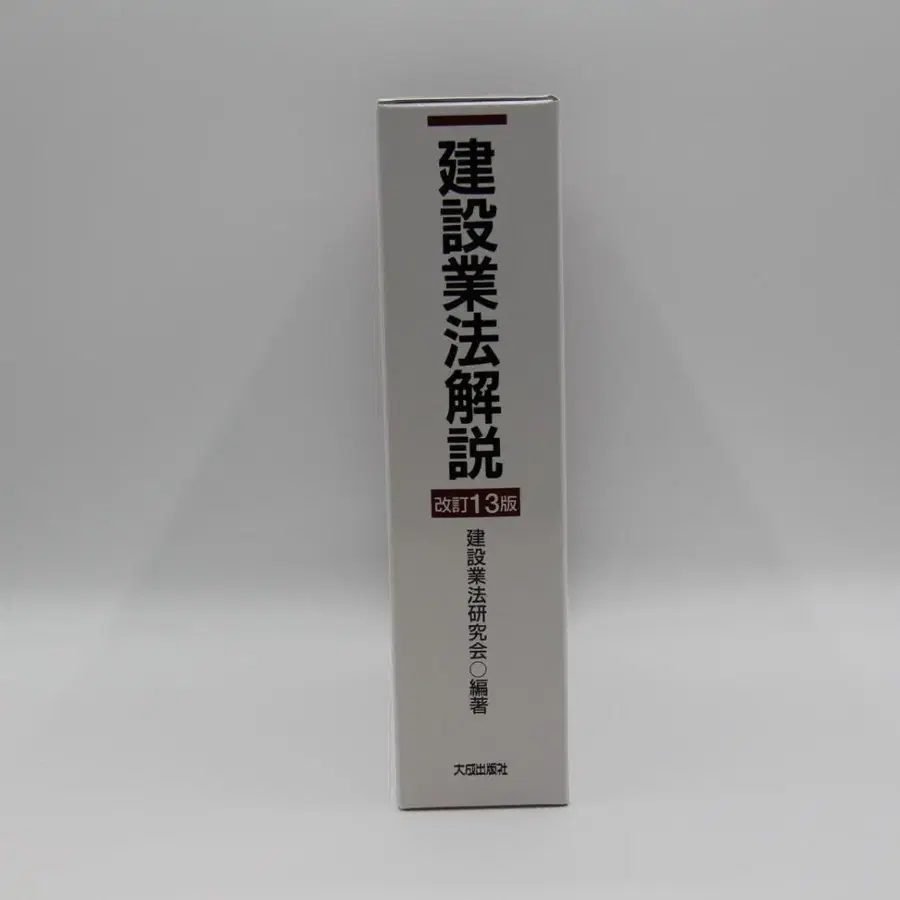 建設業法解説
改訂13版
建設業法研究会○編著
大成出版社